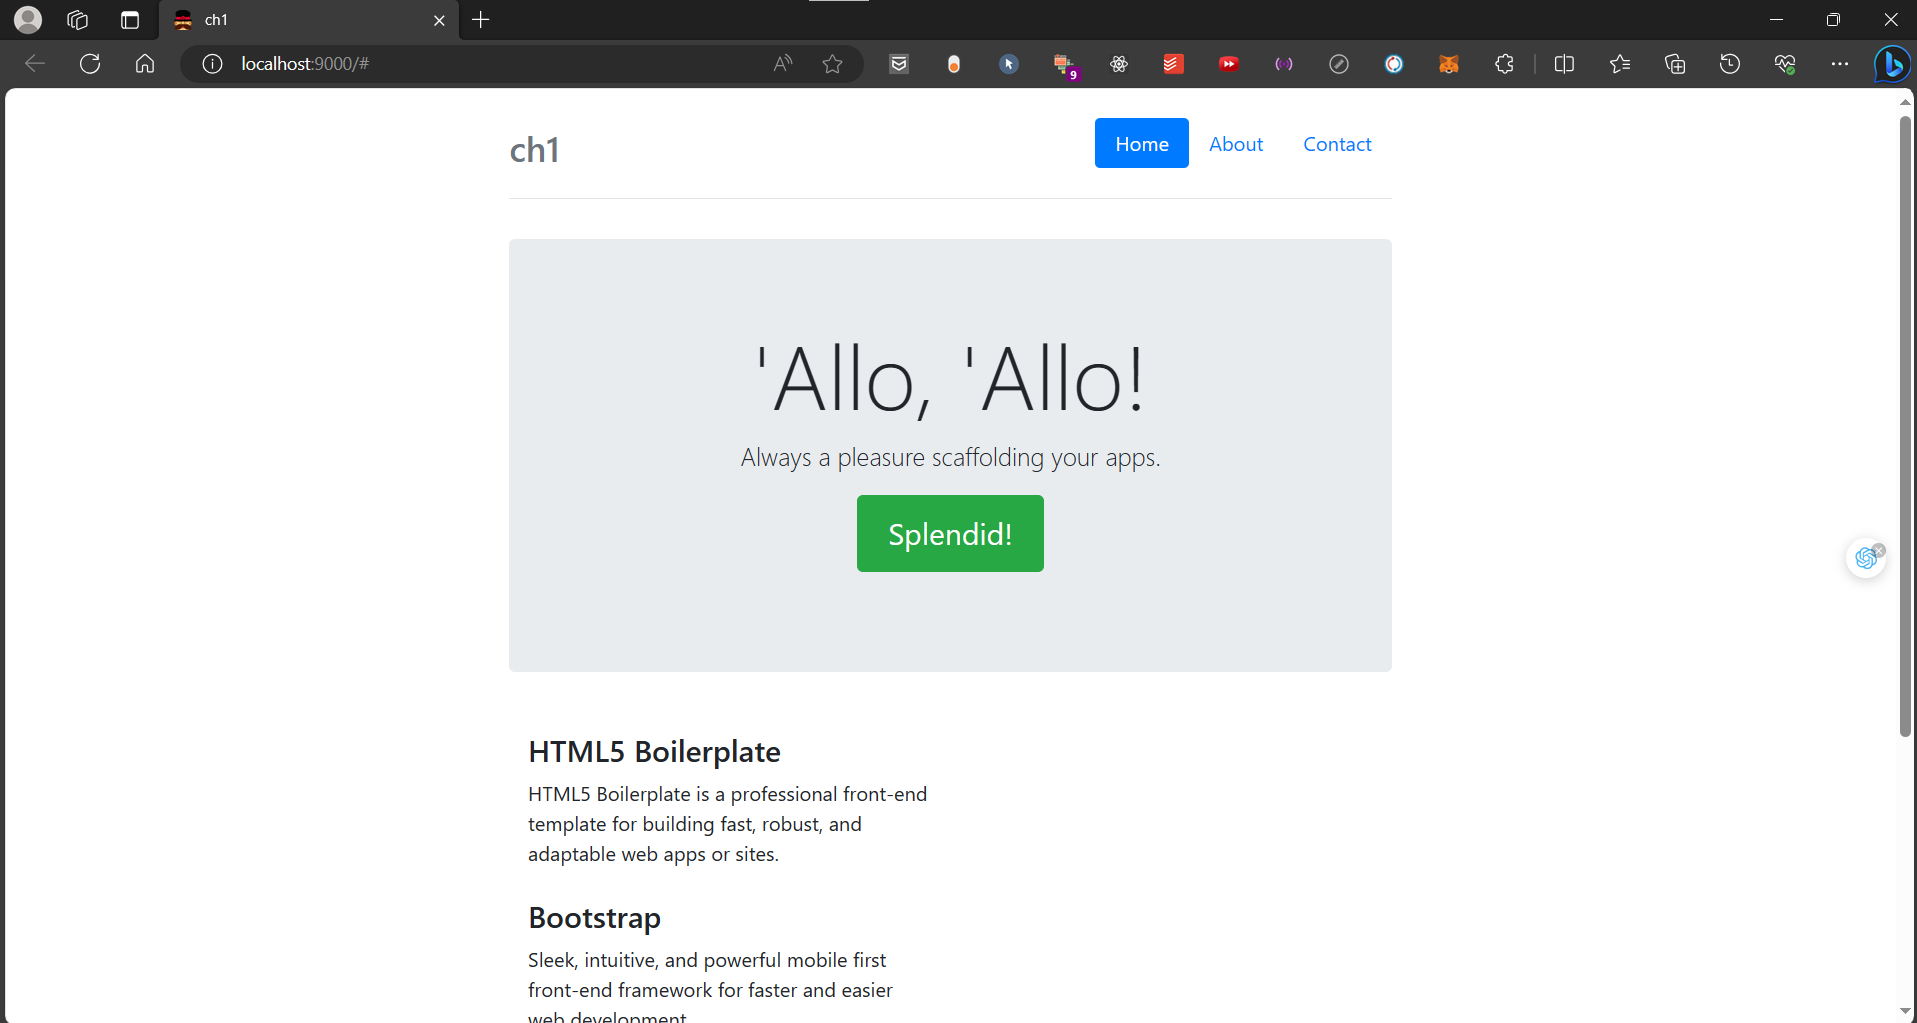 ch1
localhost:9000/#
9
ch1
Home About Contact
'Allo, 'Allo!
Always a pleasure scaffolding your apps.
Splendid!
HTML5 Boilerplate
HTML5 Boilerplate is a professional front-end
template for building fast, robust, and
adaptable web apps or sites.
Bootstrap
Sleek, intuitive, and powerful mobile first
front-end framework for faster and easier
web development